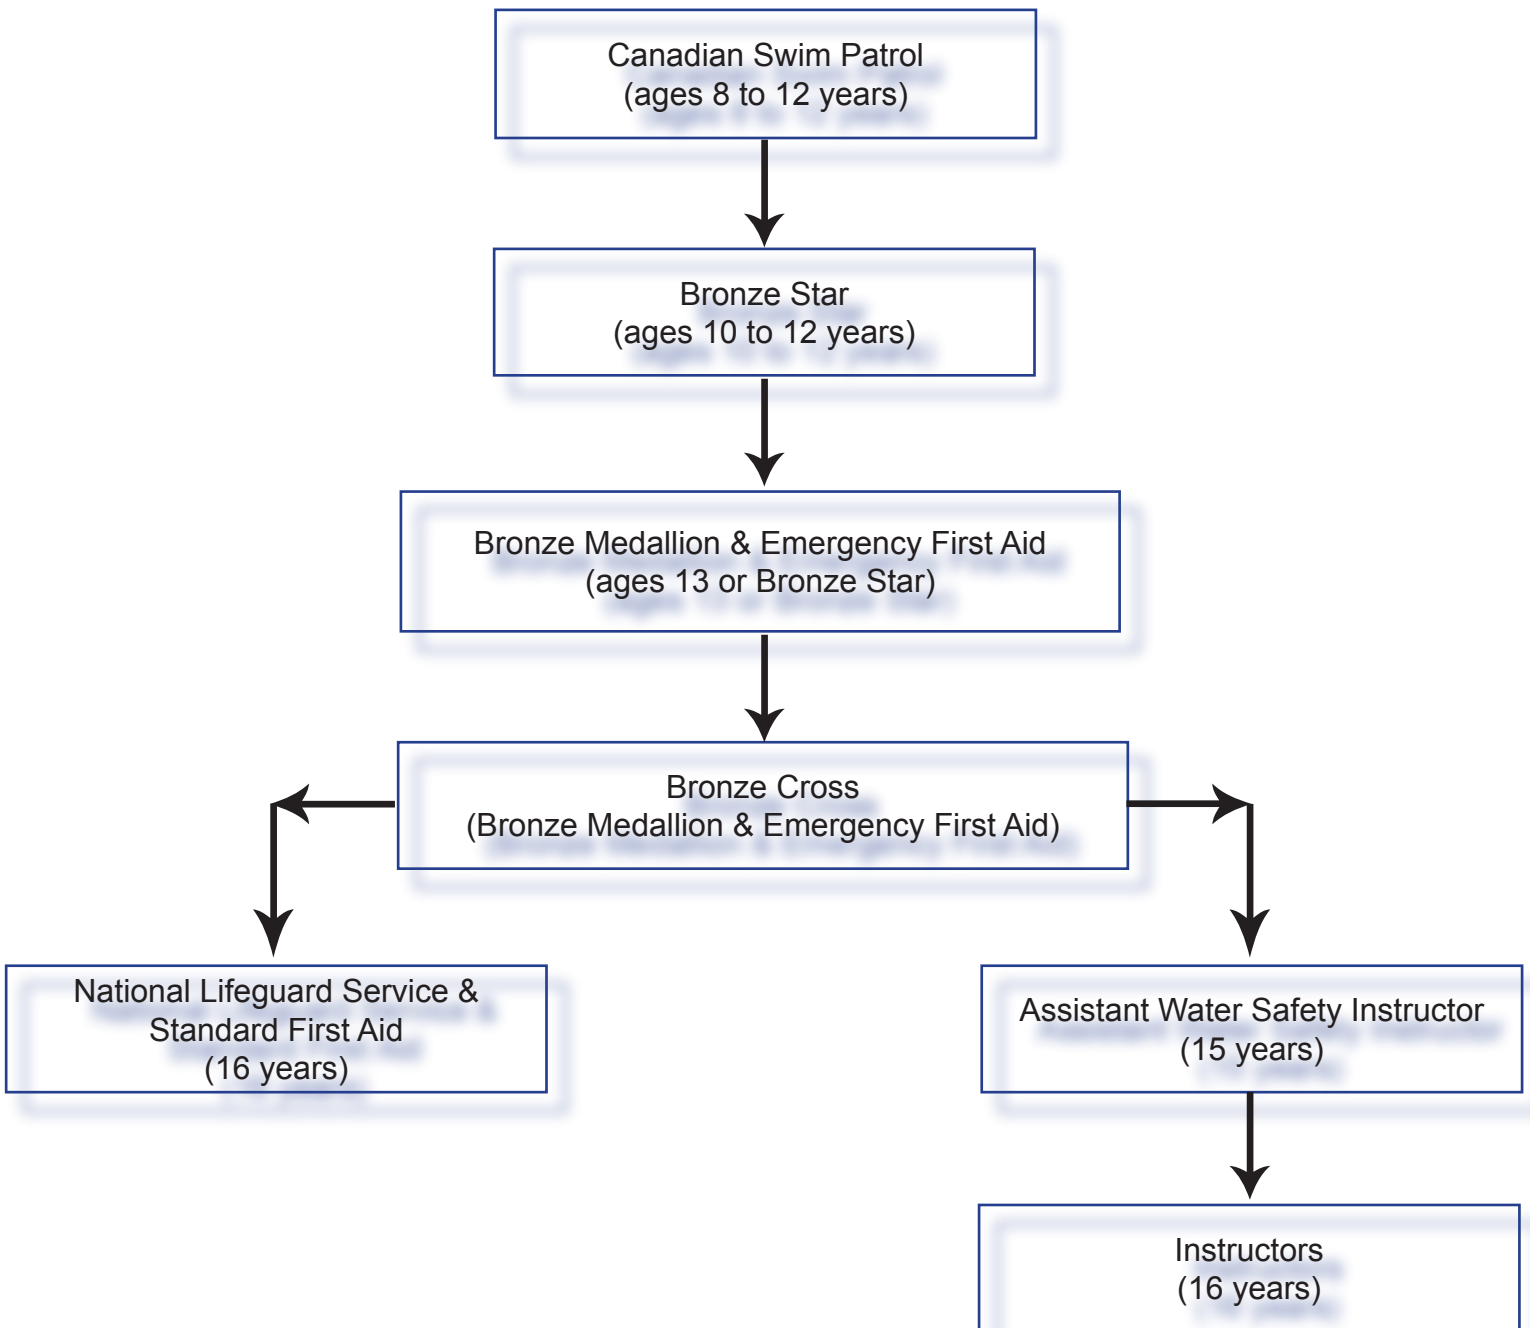 Canadian Swim Patrol
(ages 8 to 12 years)
Bronze Star
(ages 10 to 12 years)
Bronze Medallion & Emergency First Aid
(ages 13 or Bronze Star)
Bronze Cross
(Bronze Medallion & Emergency First Aid)
National Lifeguard Service &
Standard First Aid
(16 years)
Assistant Water Safety Instructor
(15 years)
Instructors
(16 years)